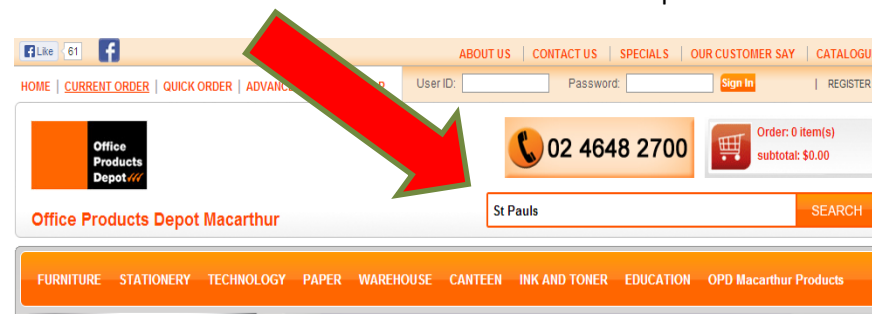 Like 61
ABOUT US | CONTACT US | SPECIALS | OUR CUSTOMER SAY | CATALOGU
HOME | CURRENT ORDER | QUICK ORDER | ADVANC
User ID: Password: Sign In | REGISTER
Office
Products
Depot
02 4648 2700
Order: 0 item(s)
subtotal: $0.00
St Pauls SEARCH
Office Products Depot Macarthur
FURNITURE STATIONERY TECHNOLOGY PAPER WAREHOUSE CANTEEN INK AND TONER EDUCATION OPD Macarthur Products